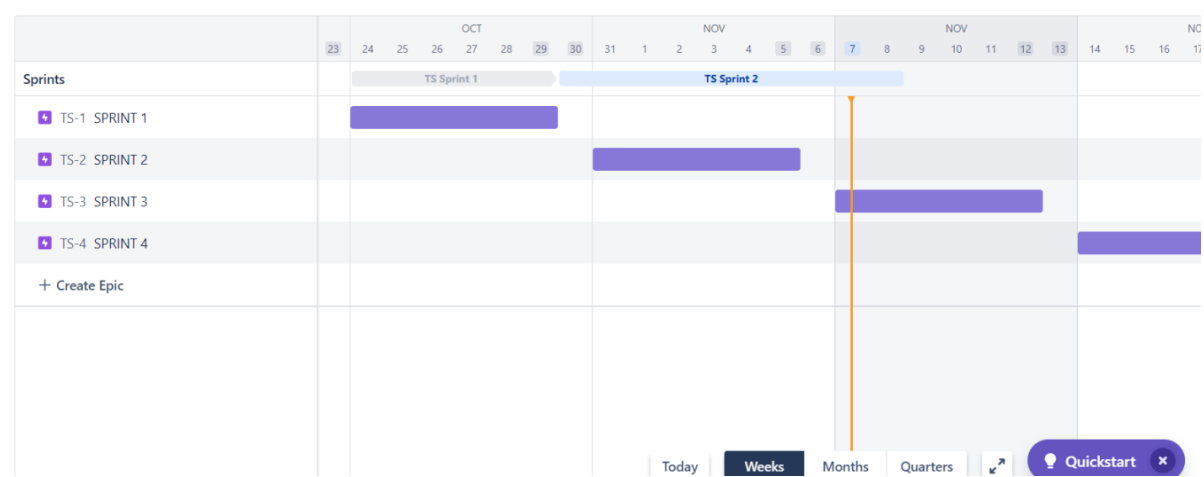 OCT NOV NOV
23 24 25 26 27 28 29 30 31 1 2 3 4 5 6 7 8 9 10 11 12 13 14 15 16
Sprints TS Sprint 1 TS Sprint 2
TS-1 SPRINT 1
TS-2 SPRINT 2
TS-3 SPRINT 3
TS-4 SPRINT 4
+ Create Epic
Today Weeks Months Quarters Quickstart